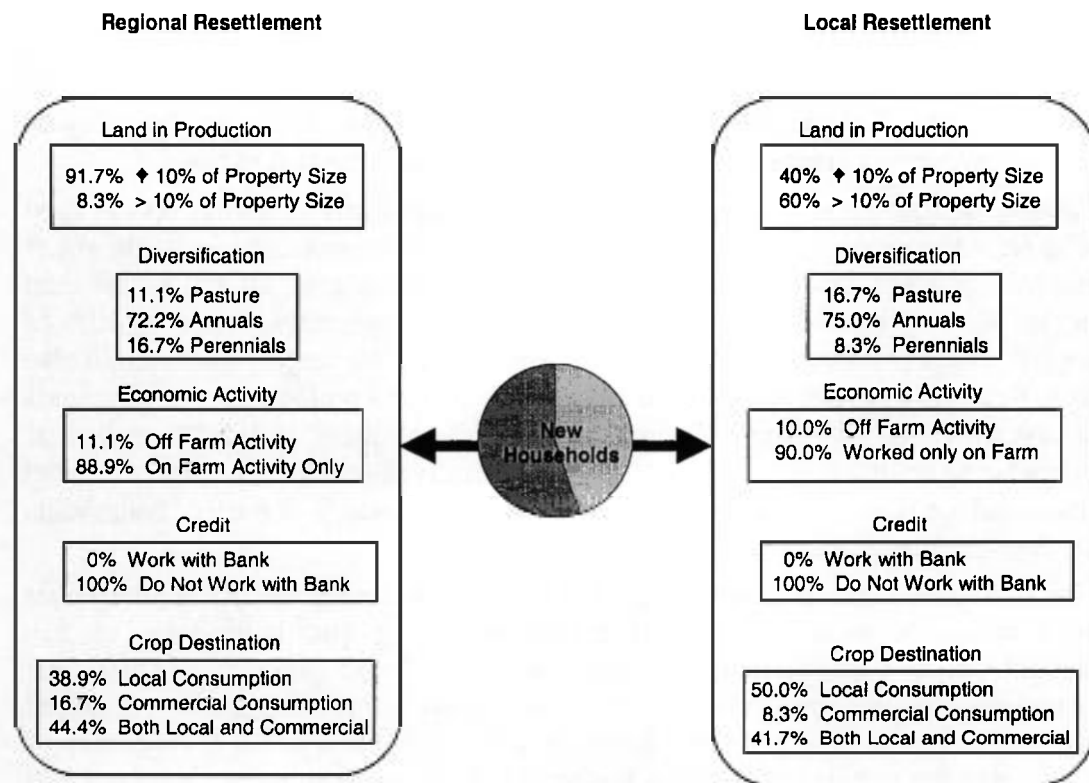 Regional Resettlement
Land in Production
91.7% ♦ 10% of Property Size
8.3% > 10% of Property Size
Diversification
11.1% Pasture
72.2% Annuals
16.7% Perennials
Economic Activity
11.1% Off Farm Activity
88.9% On Farm Activity Only
Credit
0% Work with Bank
100% Do Not Work with Bank
Crop Destination
38.9% Local Consumption
16.7% Commercial Consumption
44.4% Both Local and Commercial
New
Households
Local Resettlement
Land in Production
40% ♦ 10% of Property Size
60% > 10% of Property Size
Diversification
16.7% Pasture
75.0% Annuals
8.3% Perennials
Economic Activity
10.0% Off Farm Activity
90.0% Worked only on Farm
Credit
0% Work with Bank
100% Do Not Work with Bank
Crop Destination
50.0% Local Consumption
8.3% Commercial Consumption
41.7% Both Local and Commercial